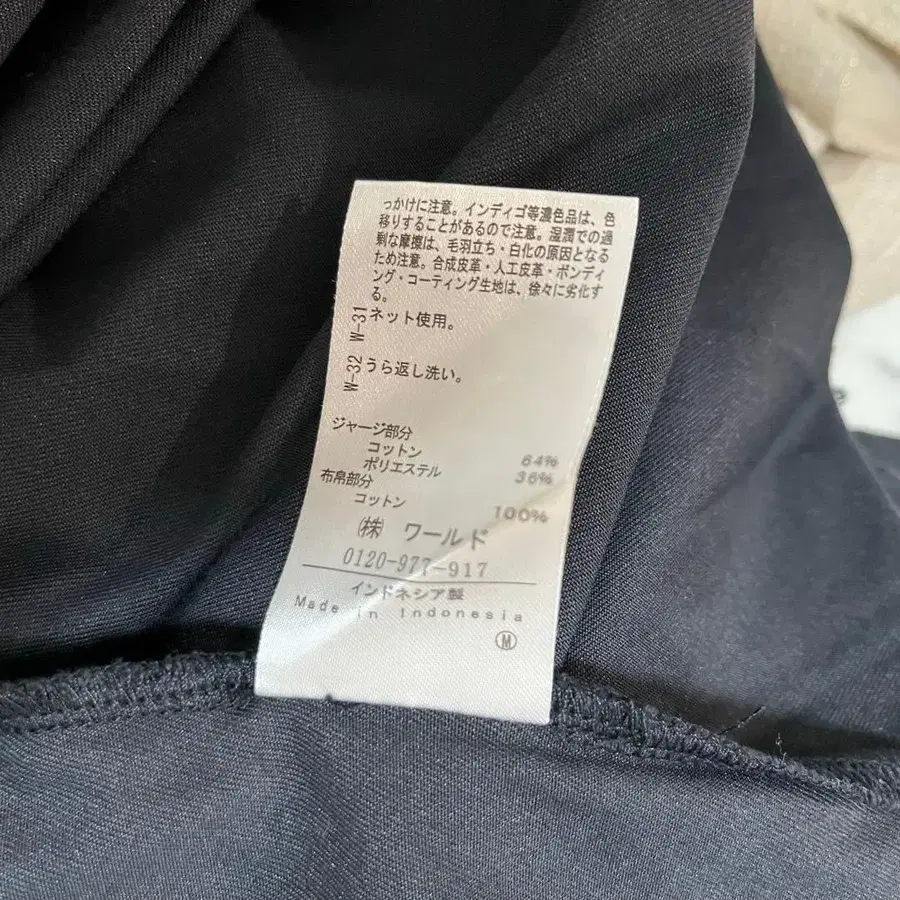 っかけに注意。インディゴ等濃色品は、色
移りすることがあるので注意。湿潤での過
剰な摩擦は、毛羽立ち・白化の原因となる
ため注意。合成皮革・人工皮革・ボンディ
ング・コーティング生地は、徐々に劣化す
る。
W-31 ネット使用。
W-32 うら返し洗い。
ジャージ部分
コットン 64%
ポリエステル 36%
布帛部分
コットン 100%
㈱ ワールド
0120-977-917
インドネシア製
Made in Indonesia
Ⓜ